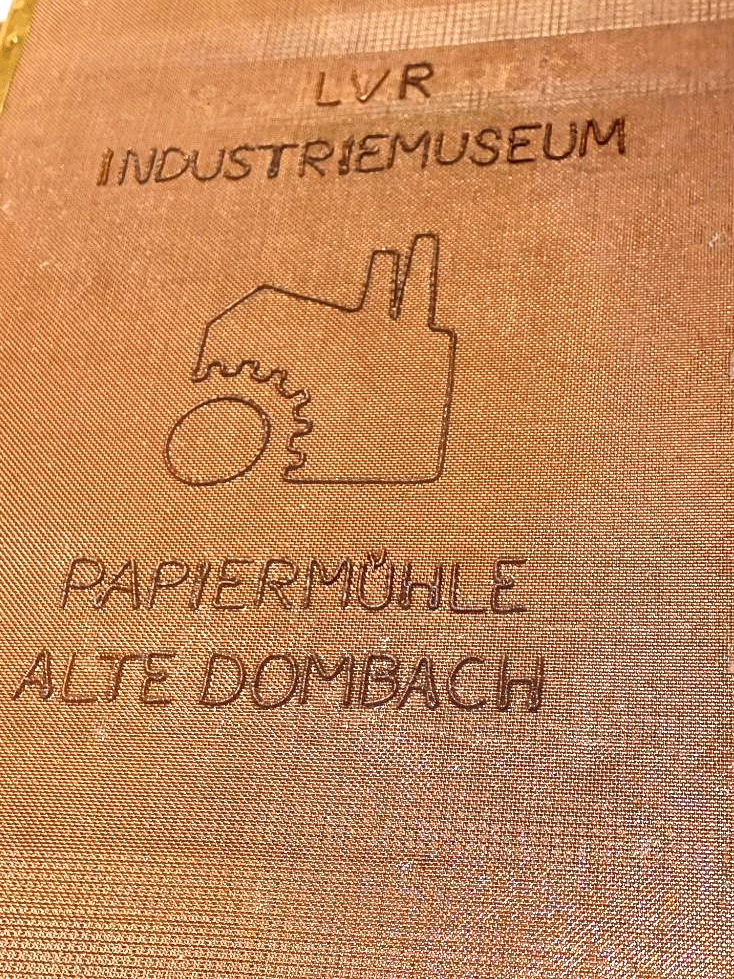 LVR
INDUSTRIEMUSEUM
PAPIERMÜHLE
ALTE DOMBACH